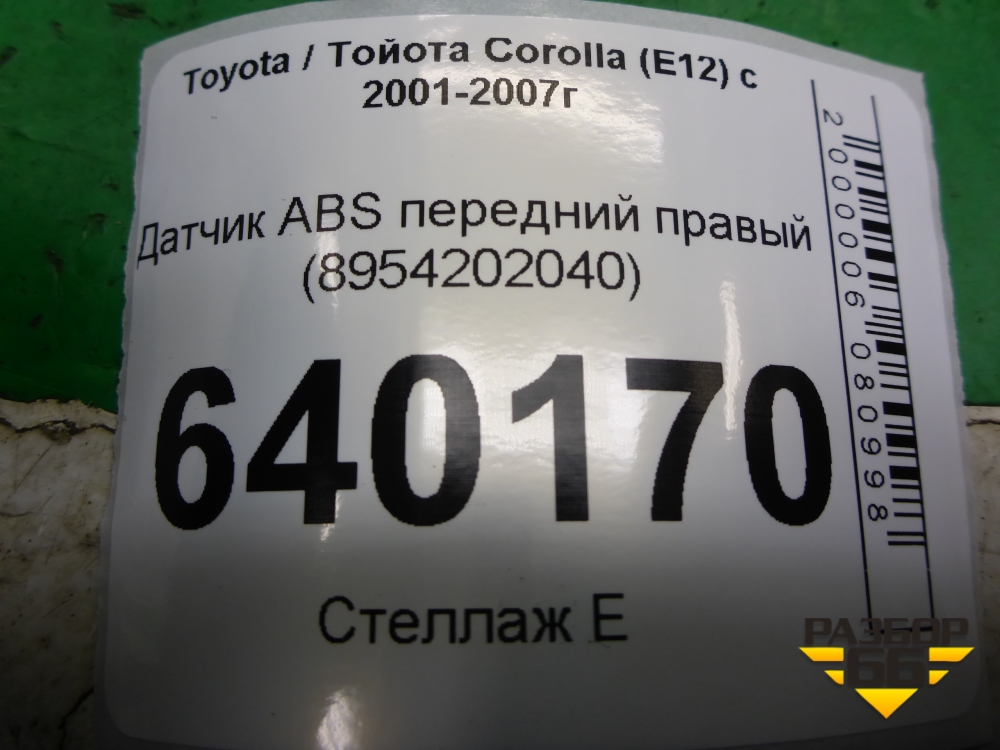 Toyota / Тойота Corolla (E12) с
2001-2007г
Датчик ABS передний правый
(8954202040)
640170
Стеллаж Е
2000006080998
РАЗБОР
66